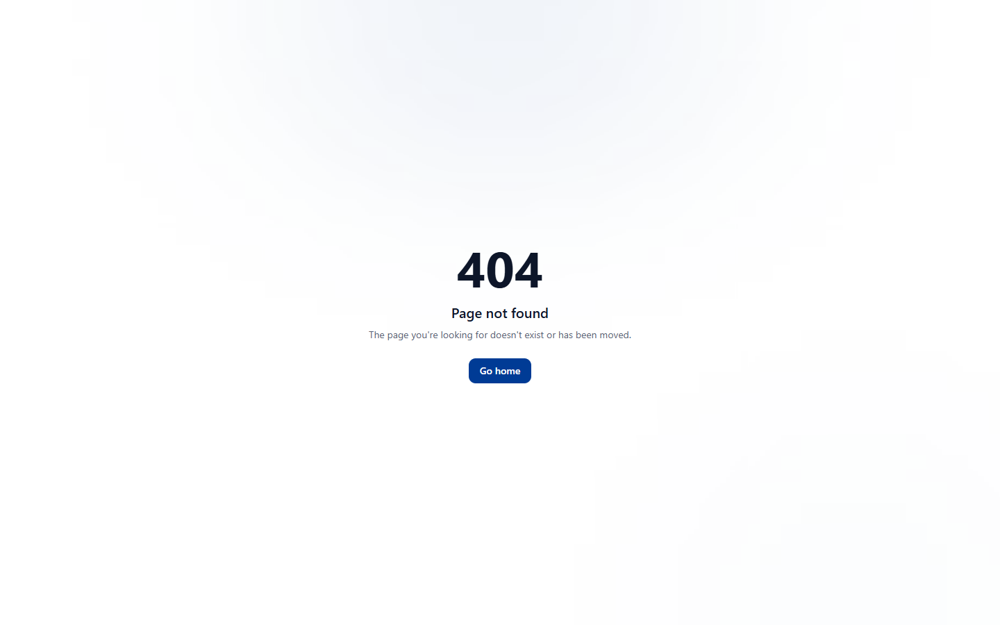 404
Page not found
The page you're looking for doesn't exist or has been moved.
Go home